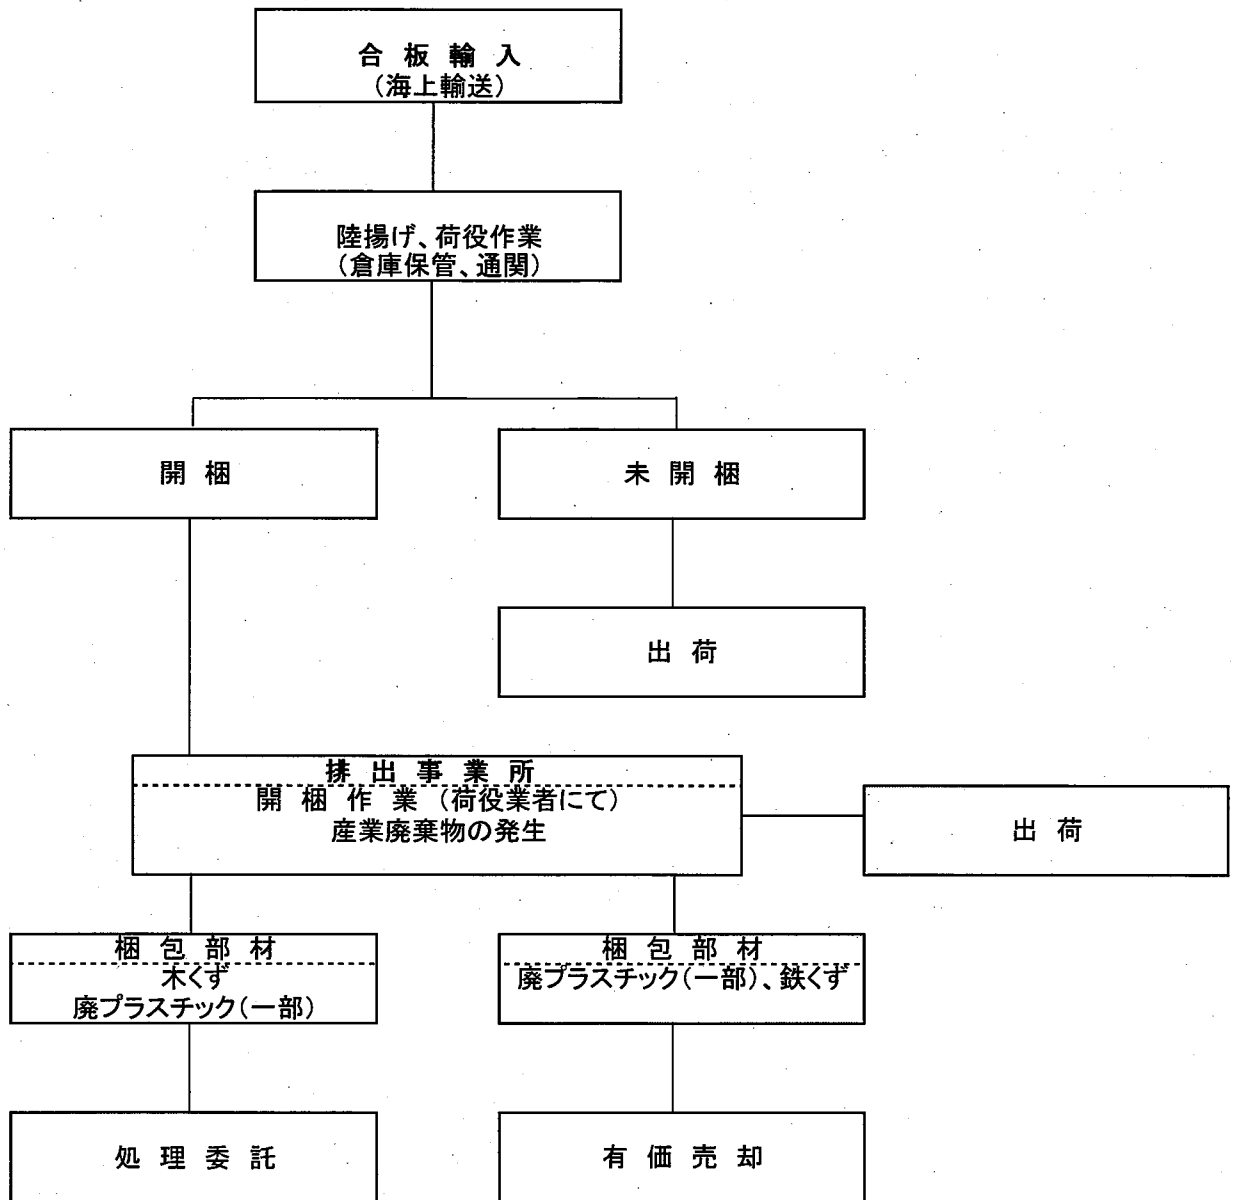 合板輸入
(海上輸送)
陸揚げ、荷役作業
(倉庫保管、通関)
開梱
未開梱
出荷
排出事業所
開梱作業(荷役業者にて)
産業廃棄物の発生
出荷
梱包部材
木くず
廃プラスチック(一部)
梱包部材
廃プラスチック(一部)、鉄くず
処理委託
有価売却